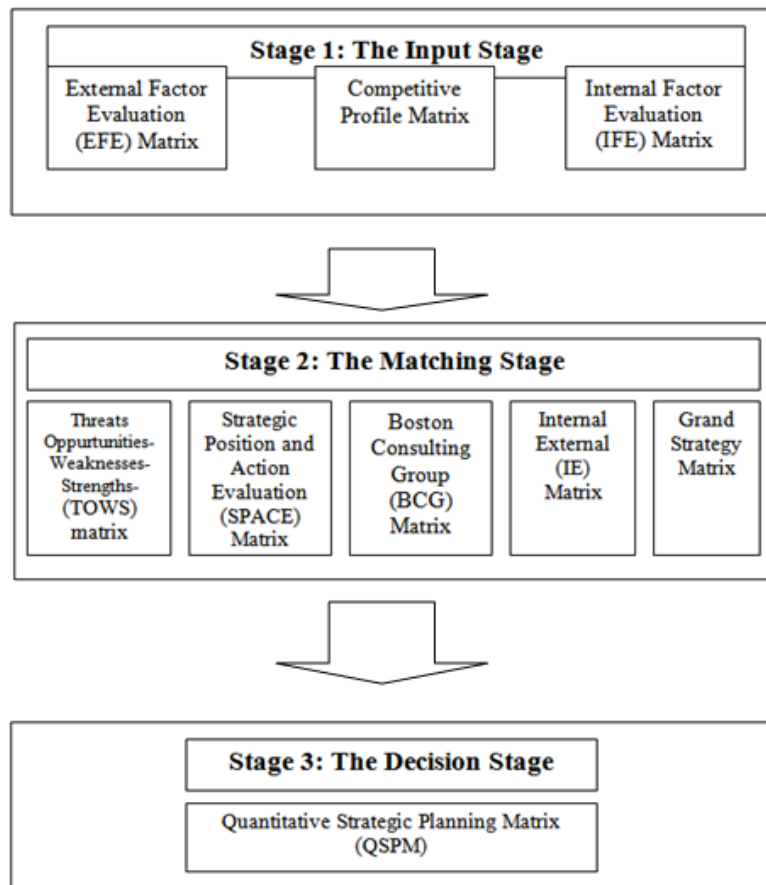 Stage 1: The Input Stage
External Factor
Evaluation
(EFE) Matrix
Competitive
Profile Matrix
Internal Factor
Evaluation
(IFE) Matrix
Stage 2: The Matching Stage
Threats
Oppurtunities-
Weaknesses-
Strengths-
(TOWS)
matrix
Strategic
Position and
Action
Evaluation
(SPACE)
Matrix
Boston
Consulting
Group
(BCG)
Matrix
Internal
External
(IE)
Matrix
Grand
Strategy
Matrix
Stage 3: The Decision Stage
Quantitative Strategic Planning Matrix
(QSPM)